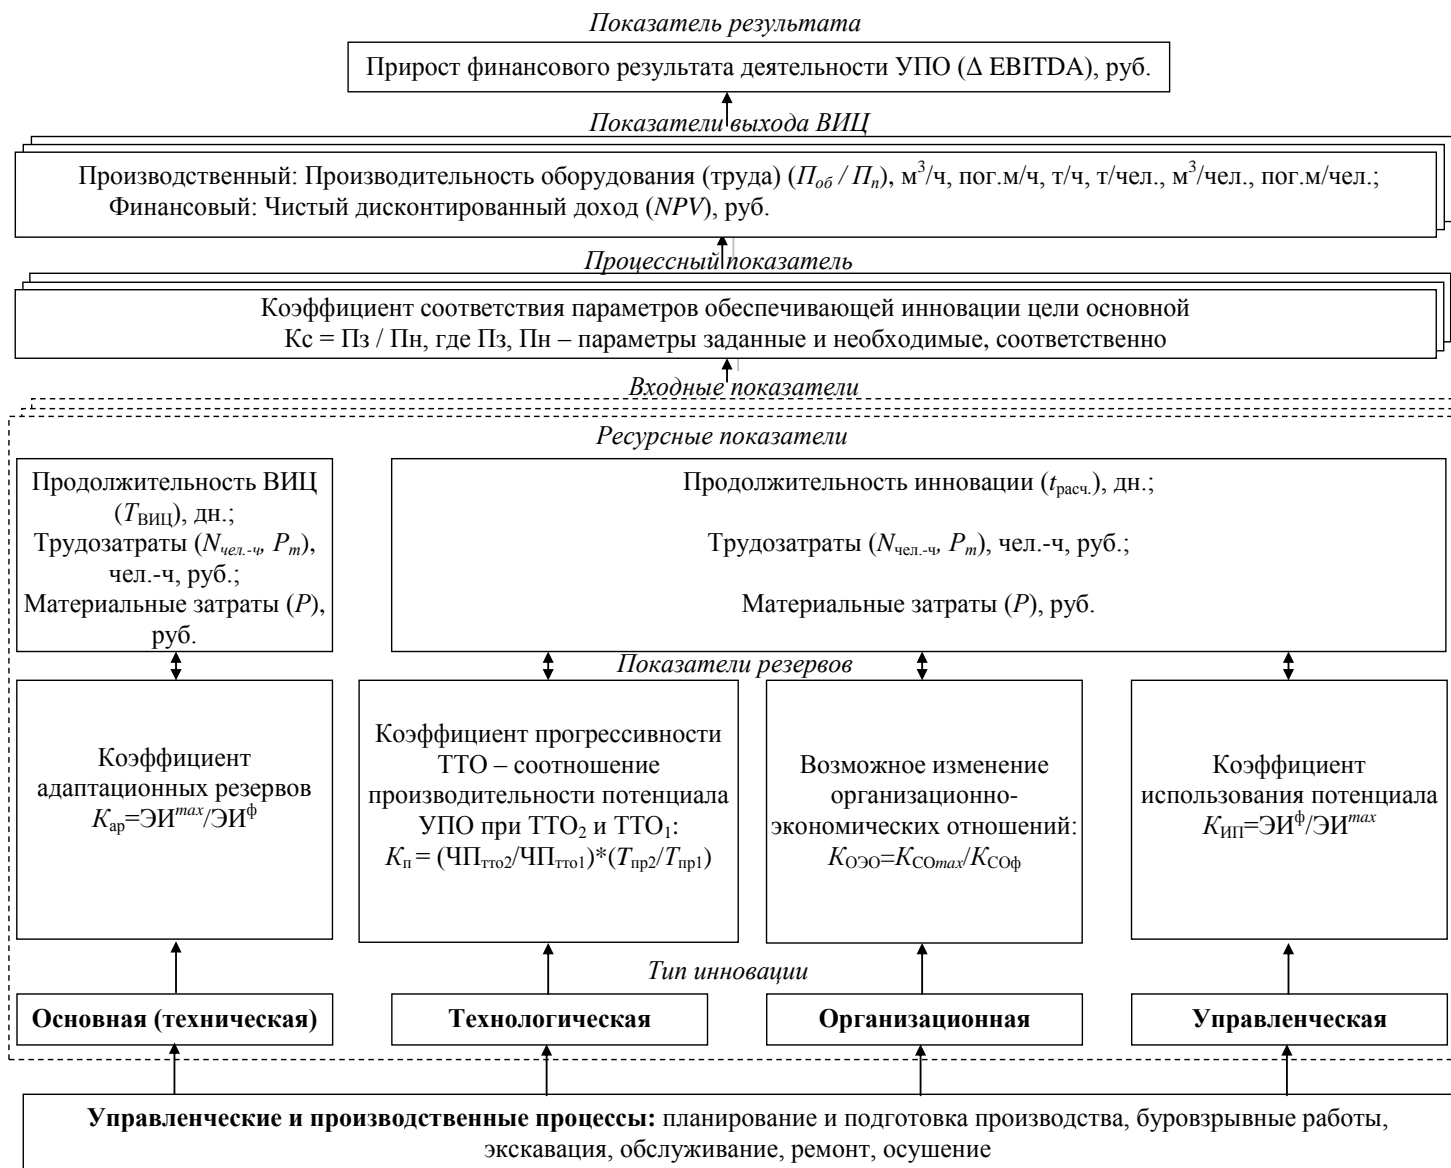 Показатель результата
Прирост финансового результата деятельности УПО (Δ EBITDA), руб.
Показатели выхода ВИЦ
Производственный: Производительность оборудования (труда) (Поб / Пп), м³/ч, пог.м/ч, т/ч, т/чел., м³/чел., пог.м/чел.;
Финансовый: Чистый дисконтированный доход (NPV), руб.
Процессный показатель
Коэффициент соответствия параметров обеспечивающей инновации цели основной
Кс = Пз / Пн, где Пз, Пн – параметры заданные и необходимые, соответственно
Входные показатели
Ресурсные показатели
Продолжительность ВИЦ
(TВИЦ), дн.;
Трудозатраты (Nчел.-ч, Pт),
чел.-ч, руб.;
Материальные затраты (P),
руб.
Продолжительность инновации (tрасч.), дн.;
Трудозатраты (Nчел.-ч, Pт), чел.-ч, руб.;
Материальные затраты (P), руб.
Показатели резервов
Коэффициент
адаптационных резервов
Kар=ЭИmax/ЭИф
Коэффициент прогрессивности
ТТО – соотношение
производительности потенциала
УПО при ТТО2 и ТТО1:
Kп = (ЧПтто2/ЧПтто1)*(Tпр2/Tпр1)
Возможное изменение
организационно-
экономических отношений:
KОЭО=KСОmax/KСОф
Коэффициент
использования потенциала
KИП=ЭИф/ЭИmax
Тип инновации
Основная (техническая)
Технологическая
Организационная
Управленческая
Управленческие и производственные процессы: планирование и подготовка производства, буровзрывные работы,
экскавация, обслуживание, ремонт, осушение